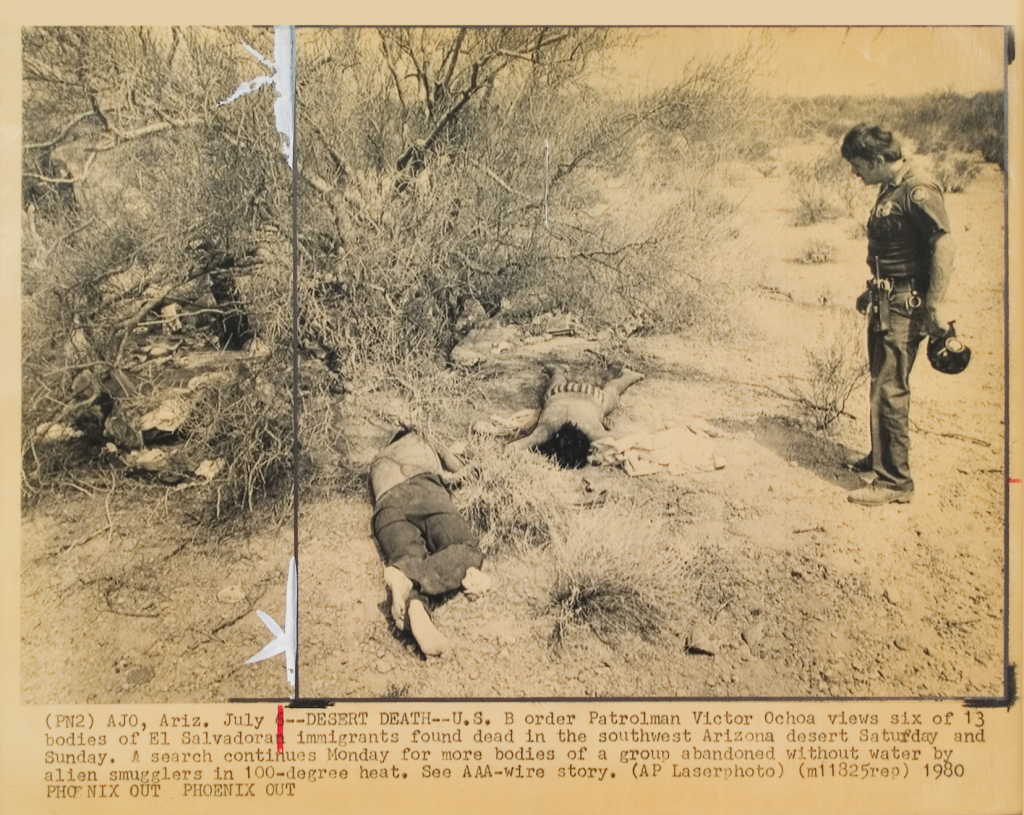 (PN2) AJO, Ariz. July --DESERT DEATH--U.S. B order Patrolman Victor Ochoa views six of 13
bodies of El Salvadoran immigrants found dead in the southwest Arizona desert Saturday and
Sunday. A search continues Monday for more bodies of a group abandoned without water by
alien smugglers in 100-degree heat. See AAA-wire story. (AP Laserphoto) (m11825rep) 1980
PHOENIX OUT PHOENIX OUT